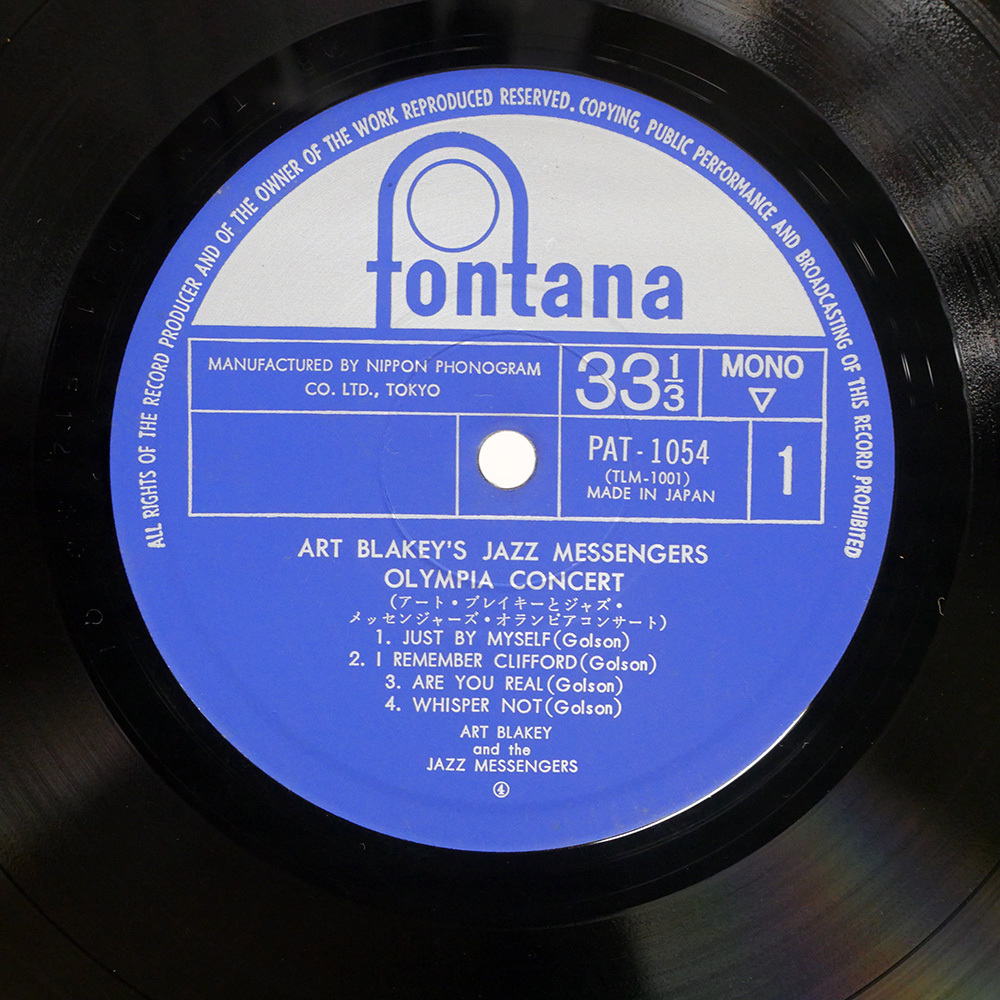 ALL RIGHTS OF THE RECORD PRODUCER AND OF THE OWNER OF THE WORK REPRODUCED RESERVED. COPYING, PUBLIC PERFORMANCE AND BROADCASTING OF THIS RECORD PROHIBITED
fontana
MANUFACTURED BY NIPPON PHONOGRAM
CO. LTD., TOKYO
33 1/3
MONO
▽
PAT-1054
(TLM-1001)
MADE IN JAPAN
1
ART BLAKEY'S JAZZ MESSENGERS
OLYMPIA CONCERT
(アート・ブレイキーとジャズ・
メッセンジャーズ・オランピアコンサート)
1. JUST BY MYSELF(Golson)
2. I REMEMBER CLIFFORD(Golson)
3. ARE YOU REAL(Golson)
4. WHISPER NOT(Golson)
ART BLAKEY
and the
JAZZ MESSENGERS
④